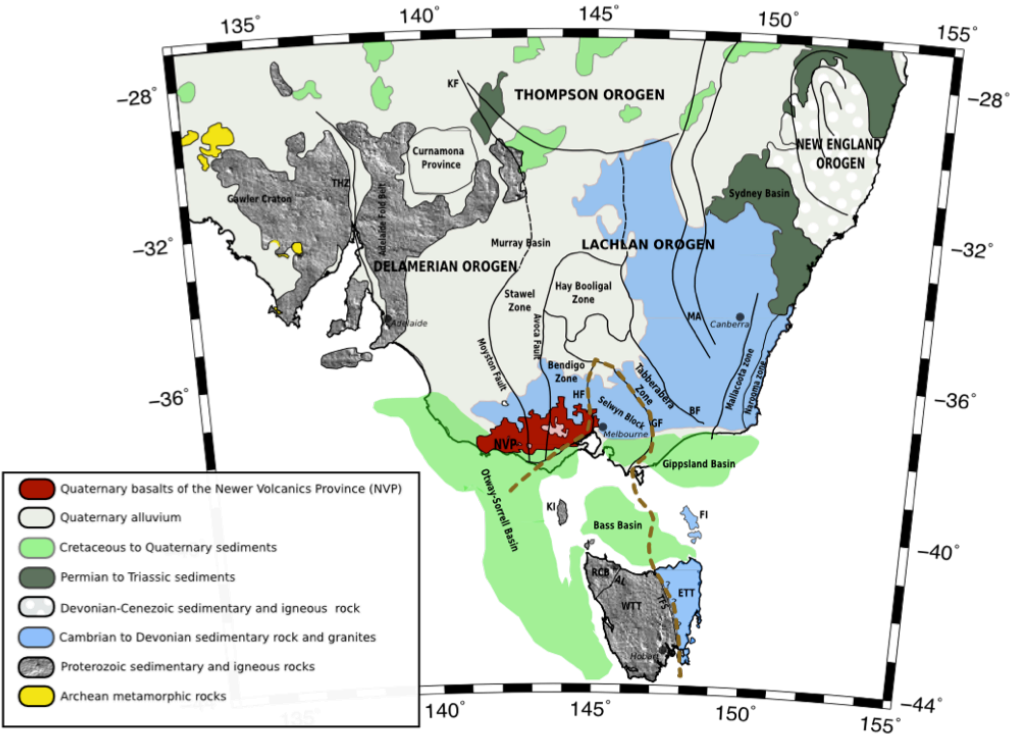 135°
140°
145°
150°
155°
−28°
−28°
KF
THOMPSON OROGEN
NEW ENGLAND
OROGEN
Curnamona
Province
THZ
Gawler Craton
Adelaide Fold Belt
Sydney Basin
−32°
−32°
Murray Basin
LACHLAN OROGEN
DELAMERIAN OROGEN
Hay Booligal
Zone
Stawel
Zone
Avoca Fault
Moyston Fault
MA
Canberra
Adelaide
Mallacoota zone
Narooma zone
Bendigo
Zone
Tabberabera
Zone
−36°
−36°
HF
Selwyn Block
BF
GF
Melbourne
NVP
Gippsland Basin
Otway-Sorrell Basin
KI
FI
Bass Basin
−40°
RCB
AL
WTT
TFS
ETT
Hobart
Quaternary basalts of the Newer Volcanics Province (NVP)
Quaternary alluvium
Cretaceous to Quaternary sediments
Permian to Triassic sediments
Devonian-Cenezoic sedimentary and igneous rock
Cambrian to Devonian sedimentary rock and granites
Proterozoic sedimentary and igneous rocks
Archean metamorphic rocks
−44°
135°
140°
145°
150°
155°